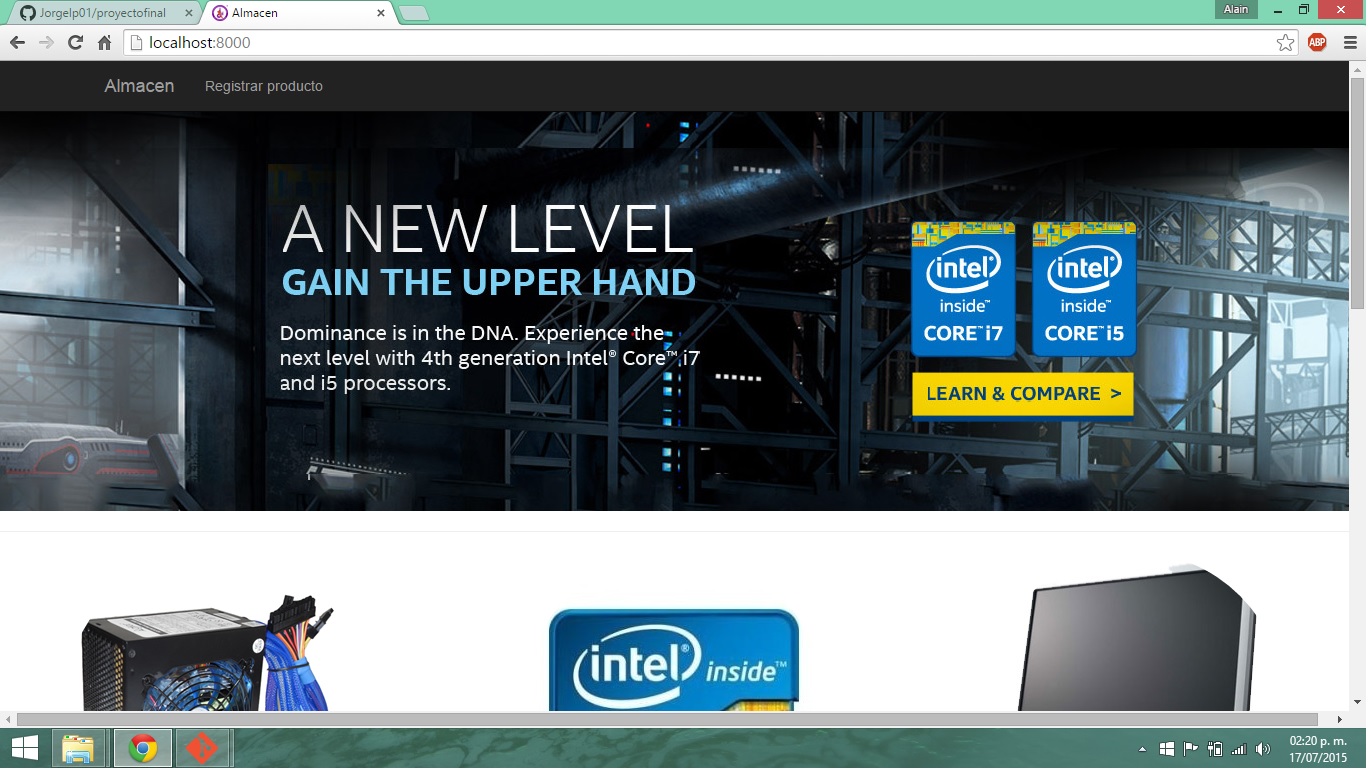 Jorgelp01/proyectofinal
Almacen
Alain
localhost:8000
ABP
Almacen
Registrar producto
A NEW LEVEL
GAIN THE UPPER HAND
Dominance is in the DNA. Experience the
next level with 4th generation Intel® Core™ i7
and i5 processors.
intel®
inside™
CORE™ i7
intel®
inside™
CORE™ i5
LEARN & COMPARE >
intel® inside™
02:20 p. m.
17/07/2015